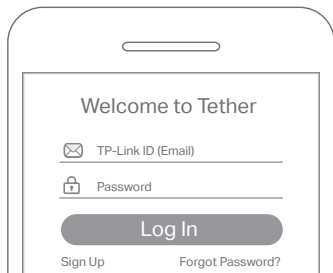 Welcome to Tether
TP-Link ID (Email)
Password
Log In
Sign Up Forgot Password?